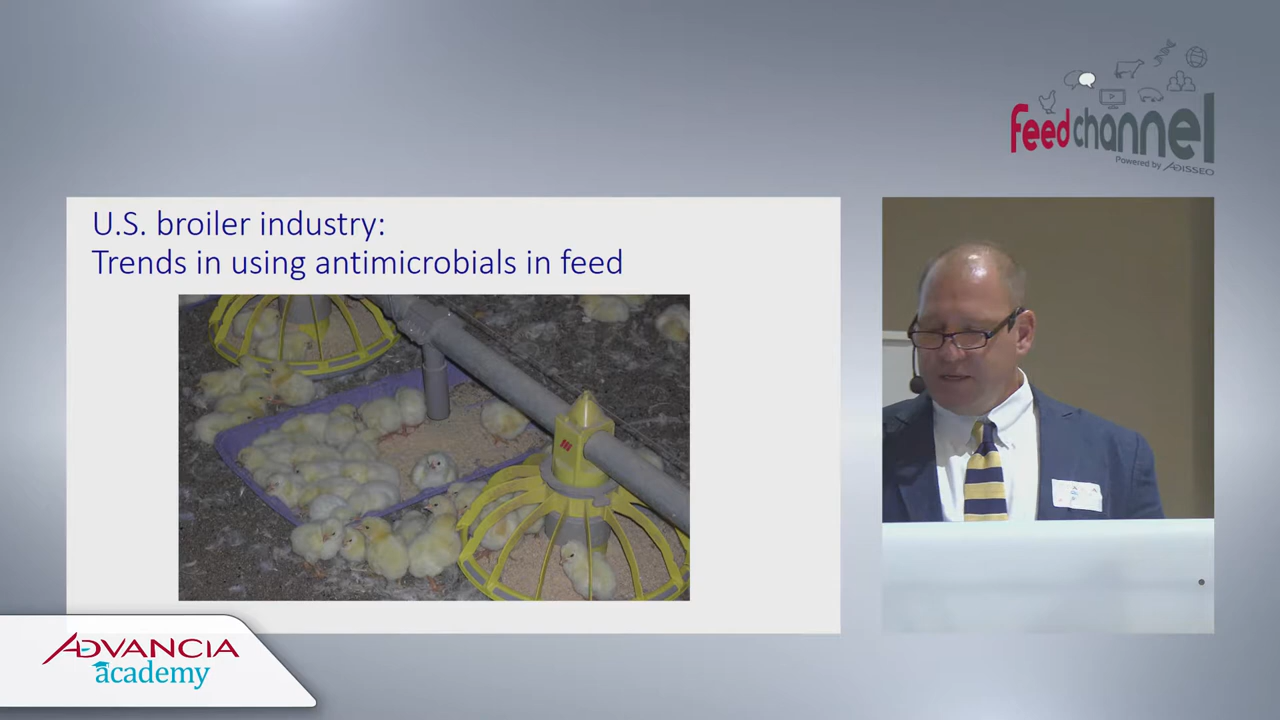 feedchannel
Powered by ADISSEO
U.S. broiler industry:
Trends in using antimicrobials in feed
ADVANCIA
academy